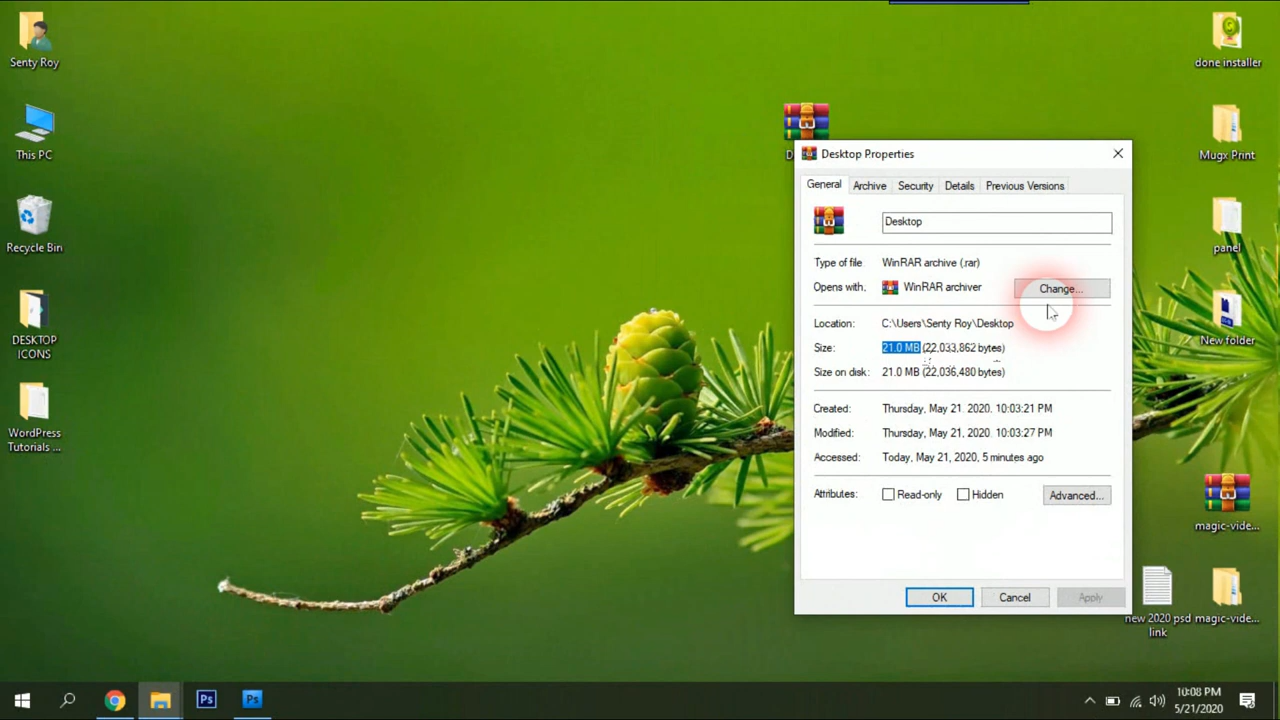 Senty Roy
This PC
Recycle Bin
DESKTOP
ICONS
WordPress
Tutorials ...
Desktop Properties
General
Archive
Security
Details
Previous Versions
Desktop
Type of file
WinRAR archive (.rar)
Opens with.
WinRAR archiver
Change...
Location:
C:\Users\Senty Roy\Desktop
Size:
21.0 MB (22,033,862 bytes)
Size on disk:
21.0 MB (22,036,480 bytes)
Created:
Thursday, May 21. 2020. 10:03:21 PM
Modified:
Thursday, May 21, 2020. 10:03:27 PM
Accessed:
Today, May 21, 2020, 5 minutes ago
Attributes:
Read-only
Hidden
Advanced...
OK
Cancel
Apply
done installer
Mugx Print
panel
New folder
magic-vide...
new 2020 psd
link
magic-vide...
Ps
Ps
10:08 PM
5/21/2020